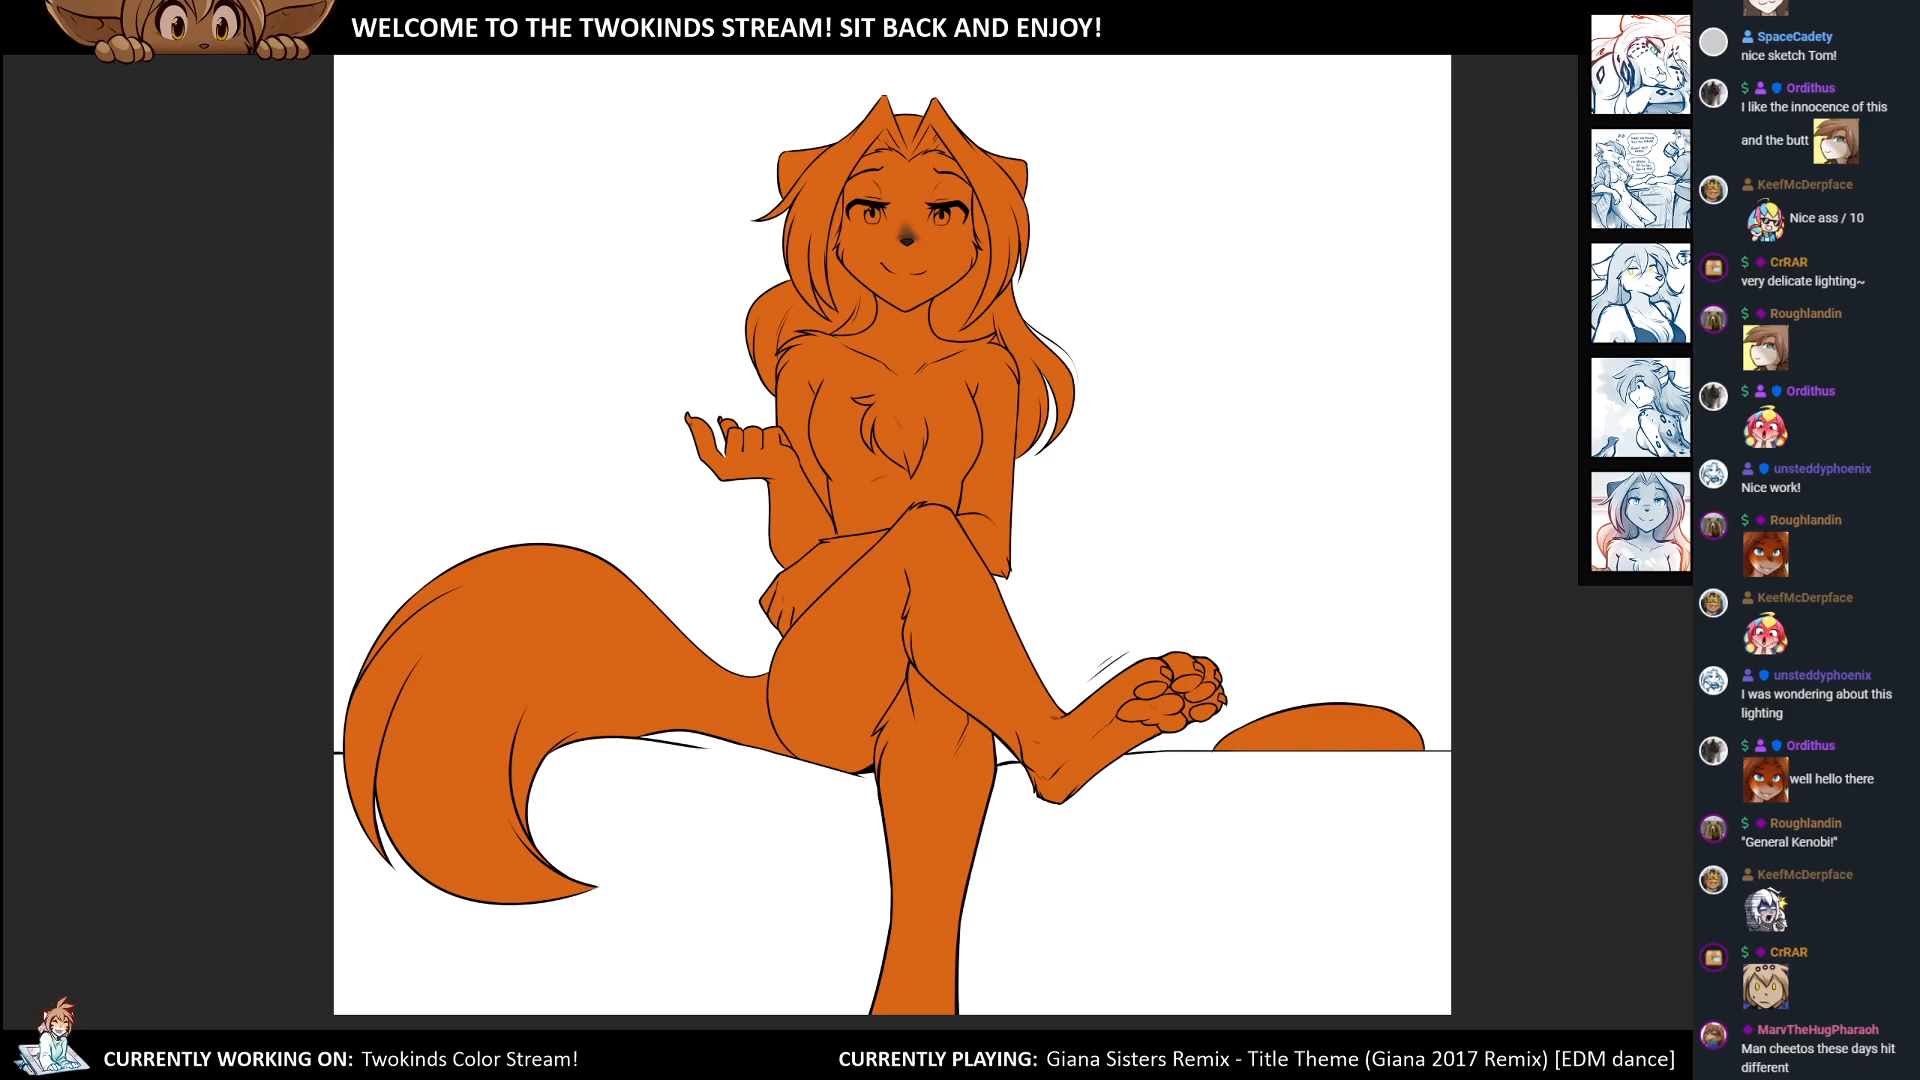 WELCOME TO THE TWOKINDS STREAM! SIT BACK AND ENJOY!
SpaceCadety
nice sketch Tom!
$ Ordithus
I like the innocence of this
and the butt
KeefMcDerpface
Nice ass / 10
$ CrRAR
very delicate lighting~
$ Roughlandin
$ Ordithus
unsteddyphoenix
Nice work!
$ Roughlandin
KeefMcDerpface
unsteddyphoenix
I was wondering about this
lighting
$ Ordithus
well hello there
$ Roughlandin
"General Kenobi!"
KeefMcDerpface
$ CrRAR
MarvTheHugPharaoh
Man cheetos these days hit
different
CURRENTLY WORKING ON: Twokinds Color Stream!
CURRENTLY PLAYING: Giana Sisters Remix - Title Theme (Giana 2017 Remix) [EDM dance]